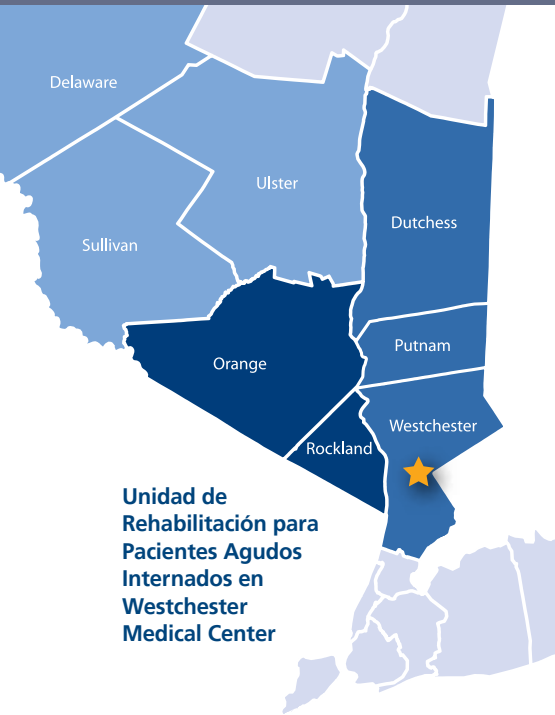 Delaware
Ulster
Dutchess
Sullivan
Putnam
Orange
Westchester
Rockland
Unidad de
Rehabilitación para
Pacientes Agudos
Internados en
Westchester
Medical Center